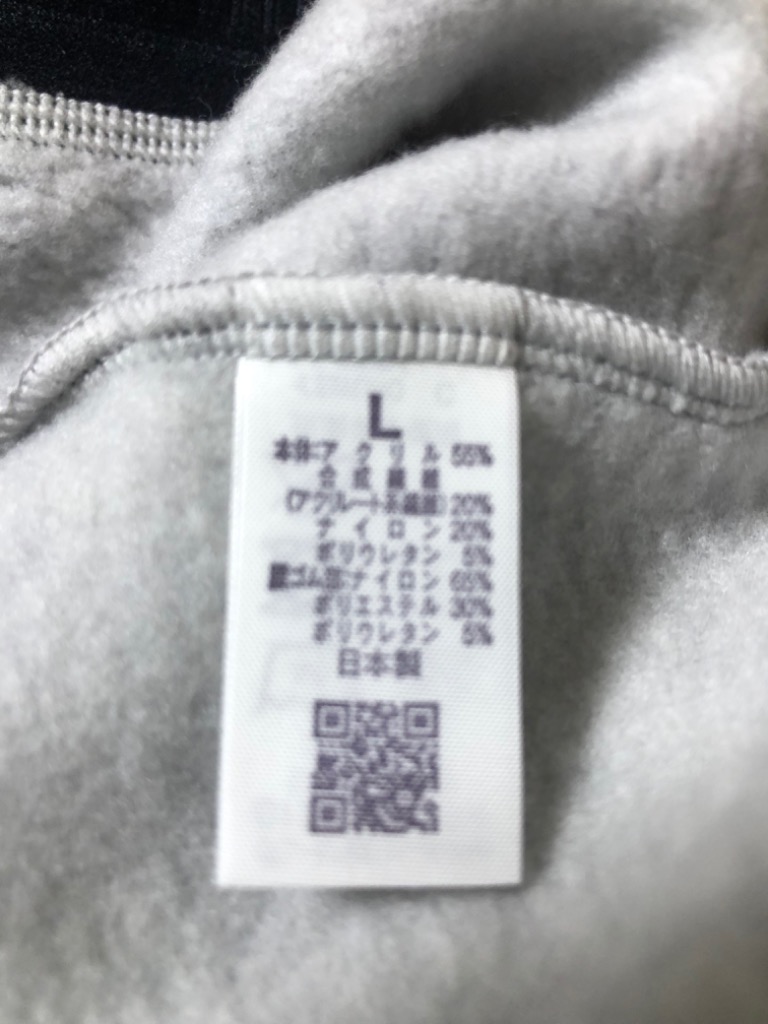 L
本体:アクリル 55%
合成繊維
(アクリレート系繊維) 20%
ナイロン 20%
ポリウレタン 5%
腰ゴム部:ナイロン 65%
ポリエステル 30%
ポリウレタン 5%
日本製